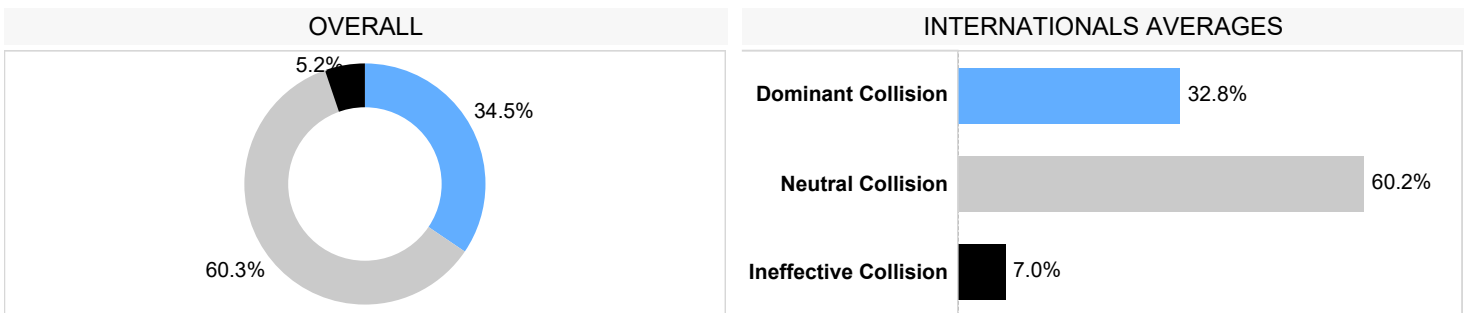 OVERALL
5.2%
34.5%
60.3%
INTERNATIONALS AVERAGES
Dominant Collision 32.8%
Neutral Collision 60.2%
Ineffective Collision 7.0%